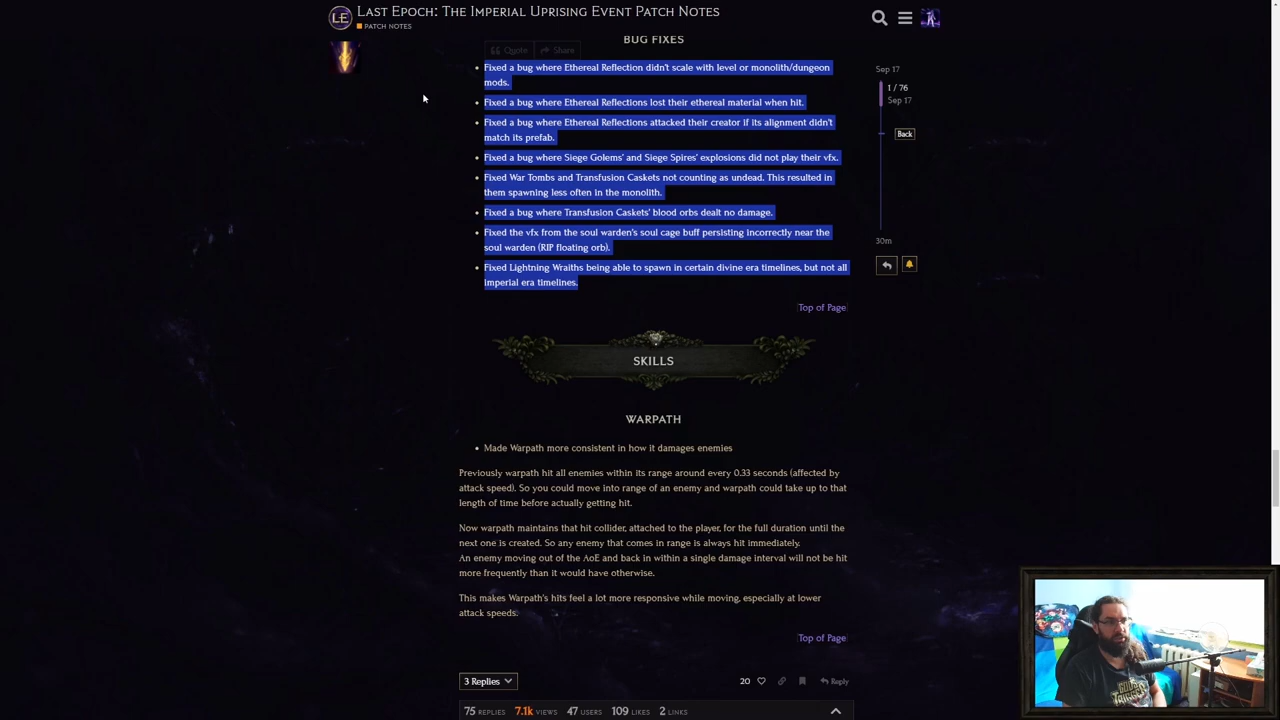 LAST EPOCH: THE IMPERIAL UPRISING EVENT PATCH NOTES
PATCH NOTES
BUG FIXES
Quote Share
Fixed a bug where Ethereal Reflection didn't scale with level or monolith/dungeon
mods.
Fixed a bug where Ethereal Reflections lost their ethereal material when hit.
Fixed a bug where Ethereal Reflections attacked their creator if its alignment didn't
match its prefab.
Fixed a bug where Siege Golems' and Siege Spires' explosions did not play their vfx.
Fixed War Tombs and Transfusion Caskets not counting as undead. This resulted in
them spawning less often in the monolith.
Fixed a bug where Transfusion Caskets' blood orbs dealt no damage.
Fixed the vfx from the soul warden's soul cage buff persisting incorrectly near the
soul warden (RIP floating orb).
Fixed Lightning Wraiths being able to spawn in certain divine era timelines, but not all
imperial era timelines.
Top of Page
Sep 17
1 / 76
Sep 17
Back
30m
SKILLS
WARPATH
Made Warpath more consistent in how it damages enemies
Previously warpath hit all enemies within its range around every 0.33 seconds (affected by
attack speed). So you could move into range of an enemy and warpath could take up to that
length of time before actually getting hit.
Now warpath maintains that hit collider, attached to the player, for the full duration until the
next one is created. So any enemy that comes in range is always hit immediately.
An enemy moving out of the AoE and back in within a single damage interval will not be hit
more frequently than it would have otherwise.
This makes Warpath's hits feel a lot more responsive while moving, especially at lower
attack speeds.
Top of Page
3 Replies
20
Reply
75 REPLIES 7.1k VIEWS 47 USERS 109 LIKES 2 LINKS